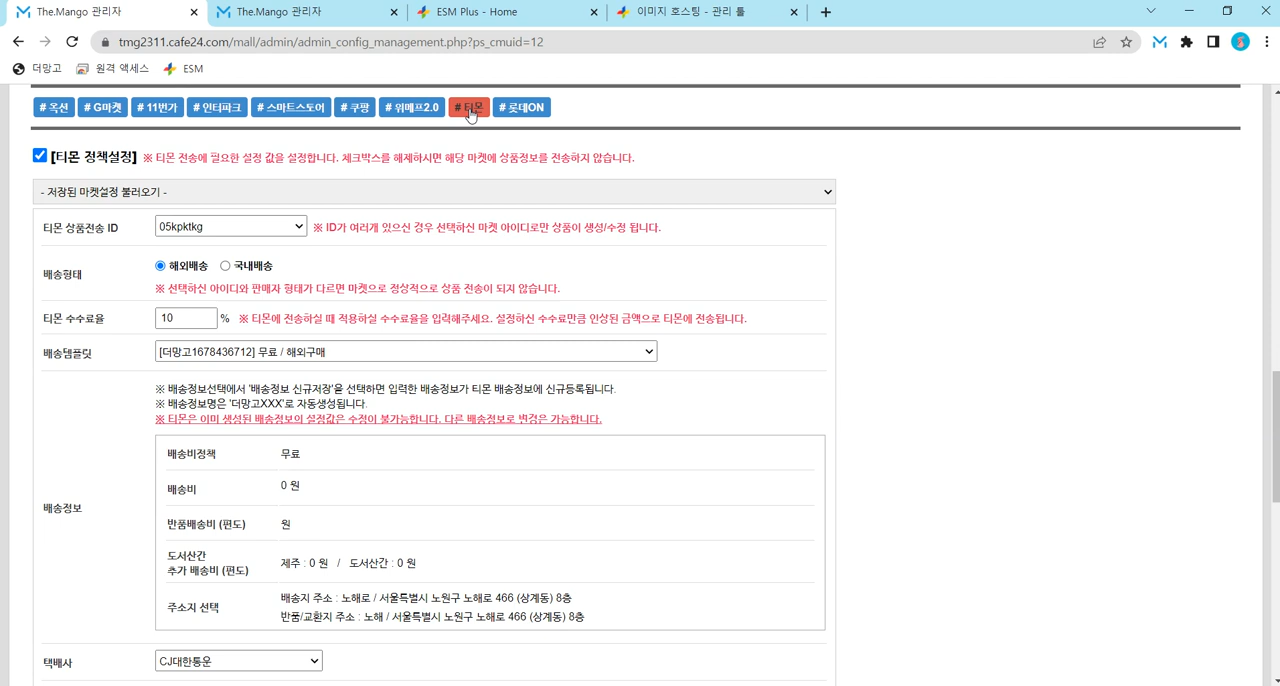 The.Mango 관리자
The.Mango 관리자
ESM Plus - Home
이미지 호스팅 - 관리 툴
tmg2311.cafe24.com/mall/admin/admin_config_management.php?ps_cmuid=12
더망고
원격 액세스
ESM
# 옥션
# G마켓
# 11번가
# 인터파크
# 스마트스토어
# 쿠팡
# 위메프2.0
# 티몬
# 롯데ON
[티몬 정책설정] ※ 티몬 전송에 필요한 설정 값을 설정합니다. 체크박스를 해제하시면 해당 마켓에 상품정보를 전송하지 않습니다.
- 저장된 마켓설정 불러오기 -
티몬 상품전송 ID 05kpktkg ※ ID가 여러개 있으신 경우 선택하신 마켓 아이디로만 상품이 생성/수정 됩니다.
배송형태 해외배송 국내배송
※ 선택하신 아이디와 판매자 형태가 다르면 마켓으로 정상적으로 상품 전송이 되지 않습니다.
티몬 수수료율 10 % ※ 티몬에 전송하실 때 적용하실 수수료율을 입력해주세요. 설정하신 수수료만큼 인상된 금액으로 티몬에 전송됩니다.
배송템플릿 [더망고1678436712] 무료 / 해외구매
※ 배송정보선택에서 '배송정보 신규저장'을 선택하면 입력한 배송정보가 티몬 배송정보에 신규등록됩니다.
※ 배송정보명은 '더망고XXX'로 자동생성됩니다.
※ 티몬은 이미 생성된 배송정보의 설정값은 수정이 불가능합니다. 다른 배송정보로 변경은 가능합니다.
배송정보
배송비정책 무료
배송비 0 원
반품배송비 (편도) 원
도서산간
추가 배송비 (편도) 제주 : 0 원 / 도서산간 : 0 원
주소지 선택 배송지 주소 : 노해로 / 서울특별시 노원구 노해로 466 (상계동) 8층
반품/교환지 주소 : 노해 / 서울특별시 노원구 노해로 466 (상계동) 8층
택배사 CJ대한통운